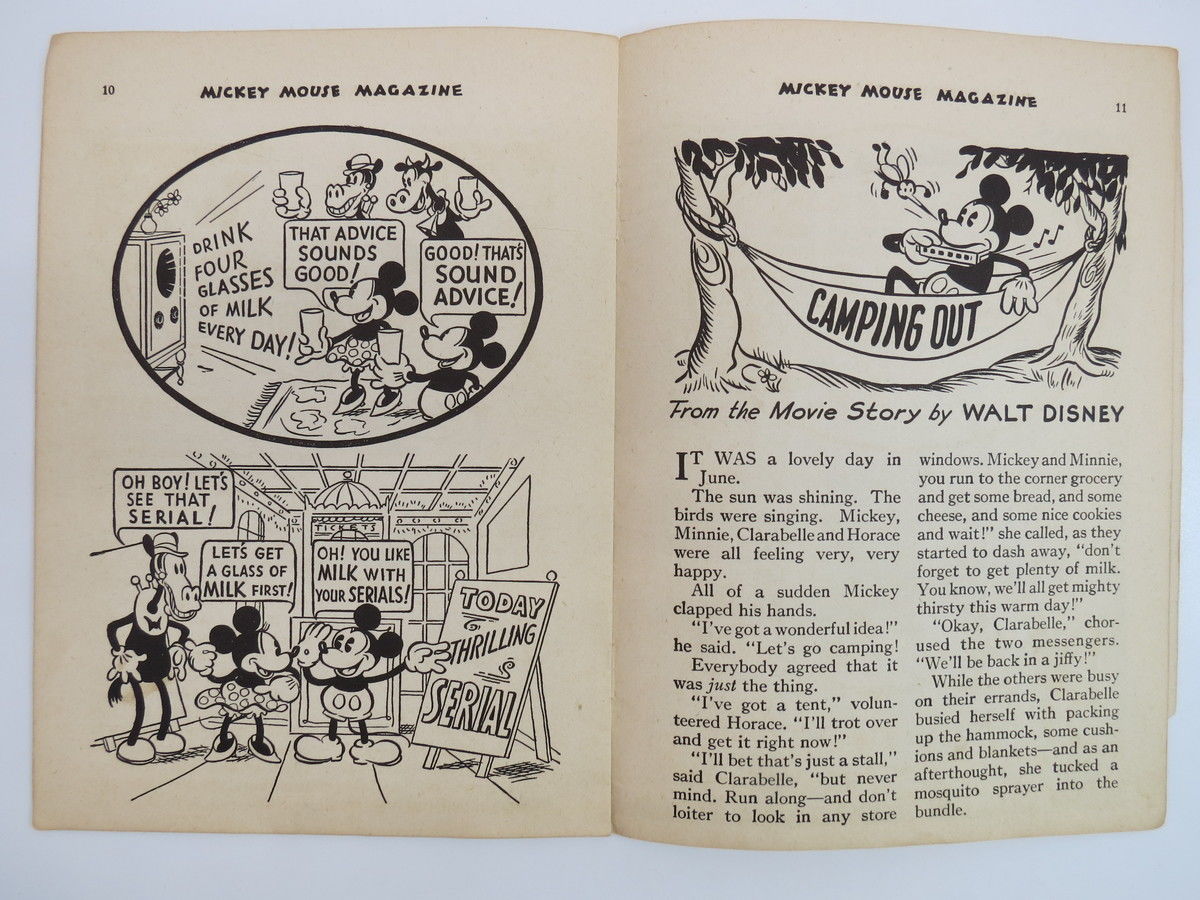 10
MICKEY MOUSE MAGAZINE
DRINK
FOUR
GLASSES
OF MILK
EVERY DAY!
THAT ADVICE
SOUNDS
GOOD!
GOOD! THAT'S
SOUND
ADVICE!
OH BOY! LET'S
SEE THAT
SERIAL!
LET'S GET
A GLASS OF
MILK FIRST!
OH! YOU LIKE
MILK WITH
YOUR SERIALS!
TICKETS
TODAY
THRILLING
SERIAL
MICKEY MOUSE MAGAZINE
11
CAMPING OUT
From the Movie Story by WALT DISNEY
IT WAS a lovely day in
June.
The sun was shining. The
birds were singing. Mickey,
Minnie, Clarabelle and Horace
were all feeling very, very
happy.
All of a sudden Mickey
clapped his hands.
"I've got a wonderful idea!"
he said. "Let's go camping!
Everybody agreed that it
was just the thing.
"I've got a tent," volun-
teered Horace. "I'll trot over
and get it right now!"
"I'll bet that's just a stall,"
said Clarabelle, "but never
mind. Run along—and don't
loiter to look in any store
windows. Mickey and Minnie,
you run to the corner grocery
and get some bread, and some
cheese, and some nice cookies
and wait!" she called, as they
started to dash away, "don't
forget to get plenty of milk.
You know, we'll all get mighty
thirsty this warm day!"
"Okay, Clarabelle," chor-
used the two messengers.
"We'll be back in a jiffy!"
While the others were busy
on their errands, Clarabelle
busied herself with packing
up the hammock, some cush-
ions and blankets—and as an
afterthought, she tucked a
mosquito sprayer into the
bundle.